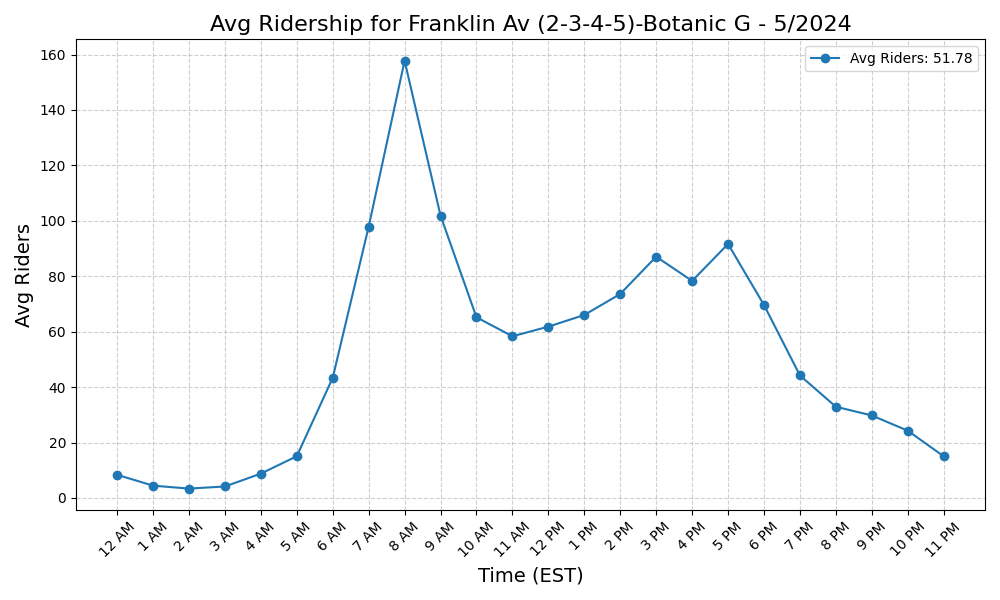 Avg Ridership for Franklin Av (2-3-4-5)-Botanic G - 5/2024
Avg Riders: 51.78
Avg Riders
160
140
120
100
80
60
40
20
0
12 AM
1 AM
2 AM
3 AM
4 AM
5 AM
6 AM
7 AM
8 AM
9 AM
10 AM
11 AM
12 PM
1 PM
2 PM
3 PM
4 PM
5 PM
6 PM
7 PM
8 PM
9 PM
10 PM
11 PM
Time (EST)